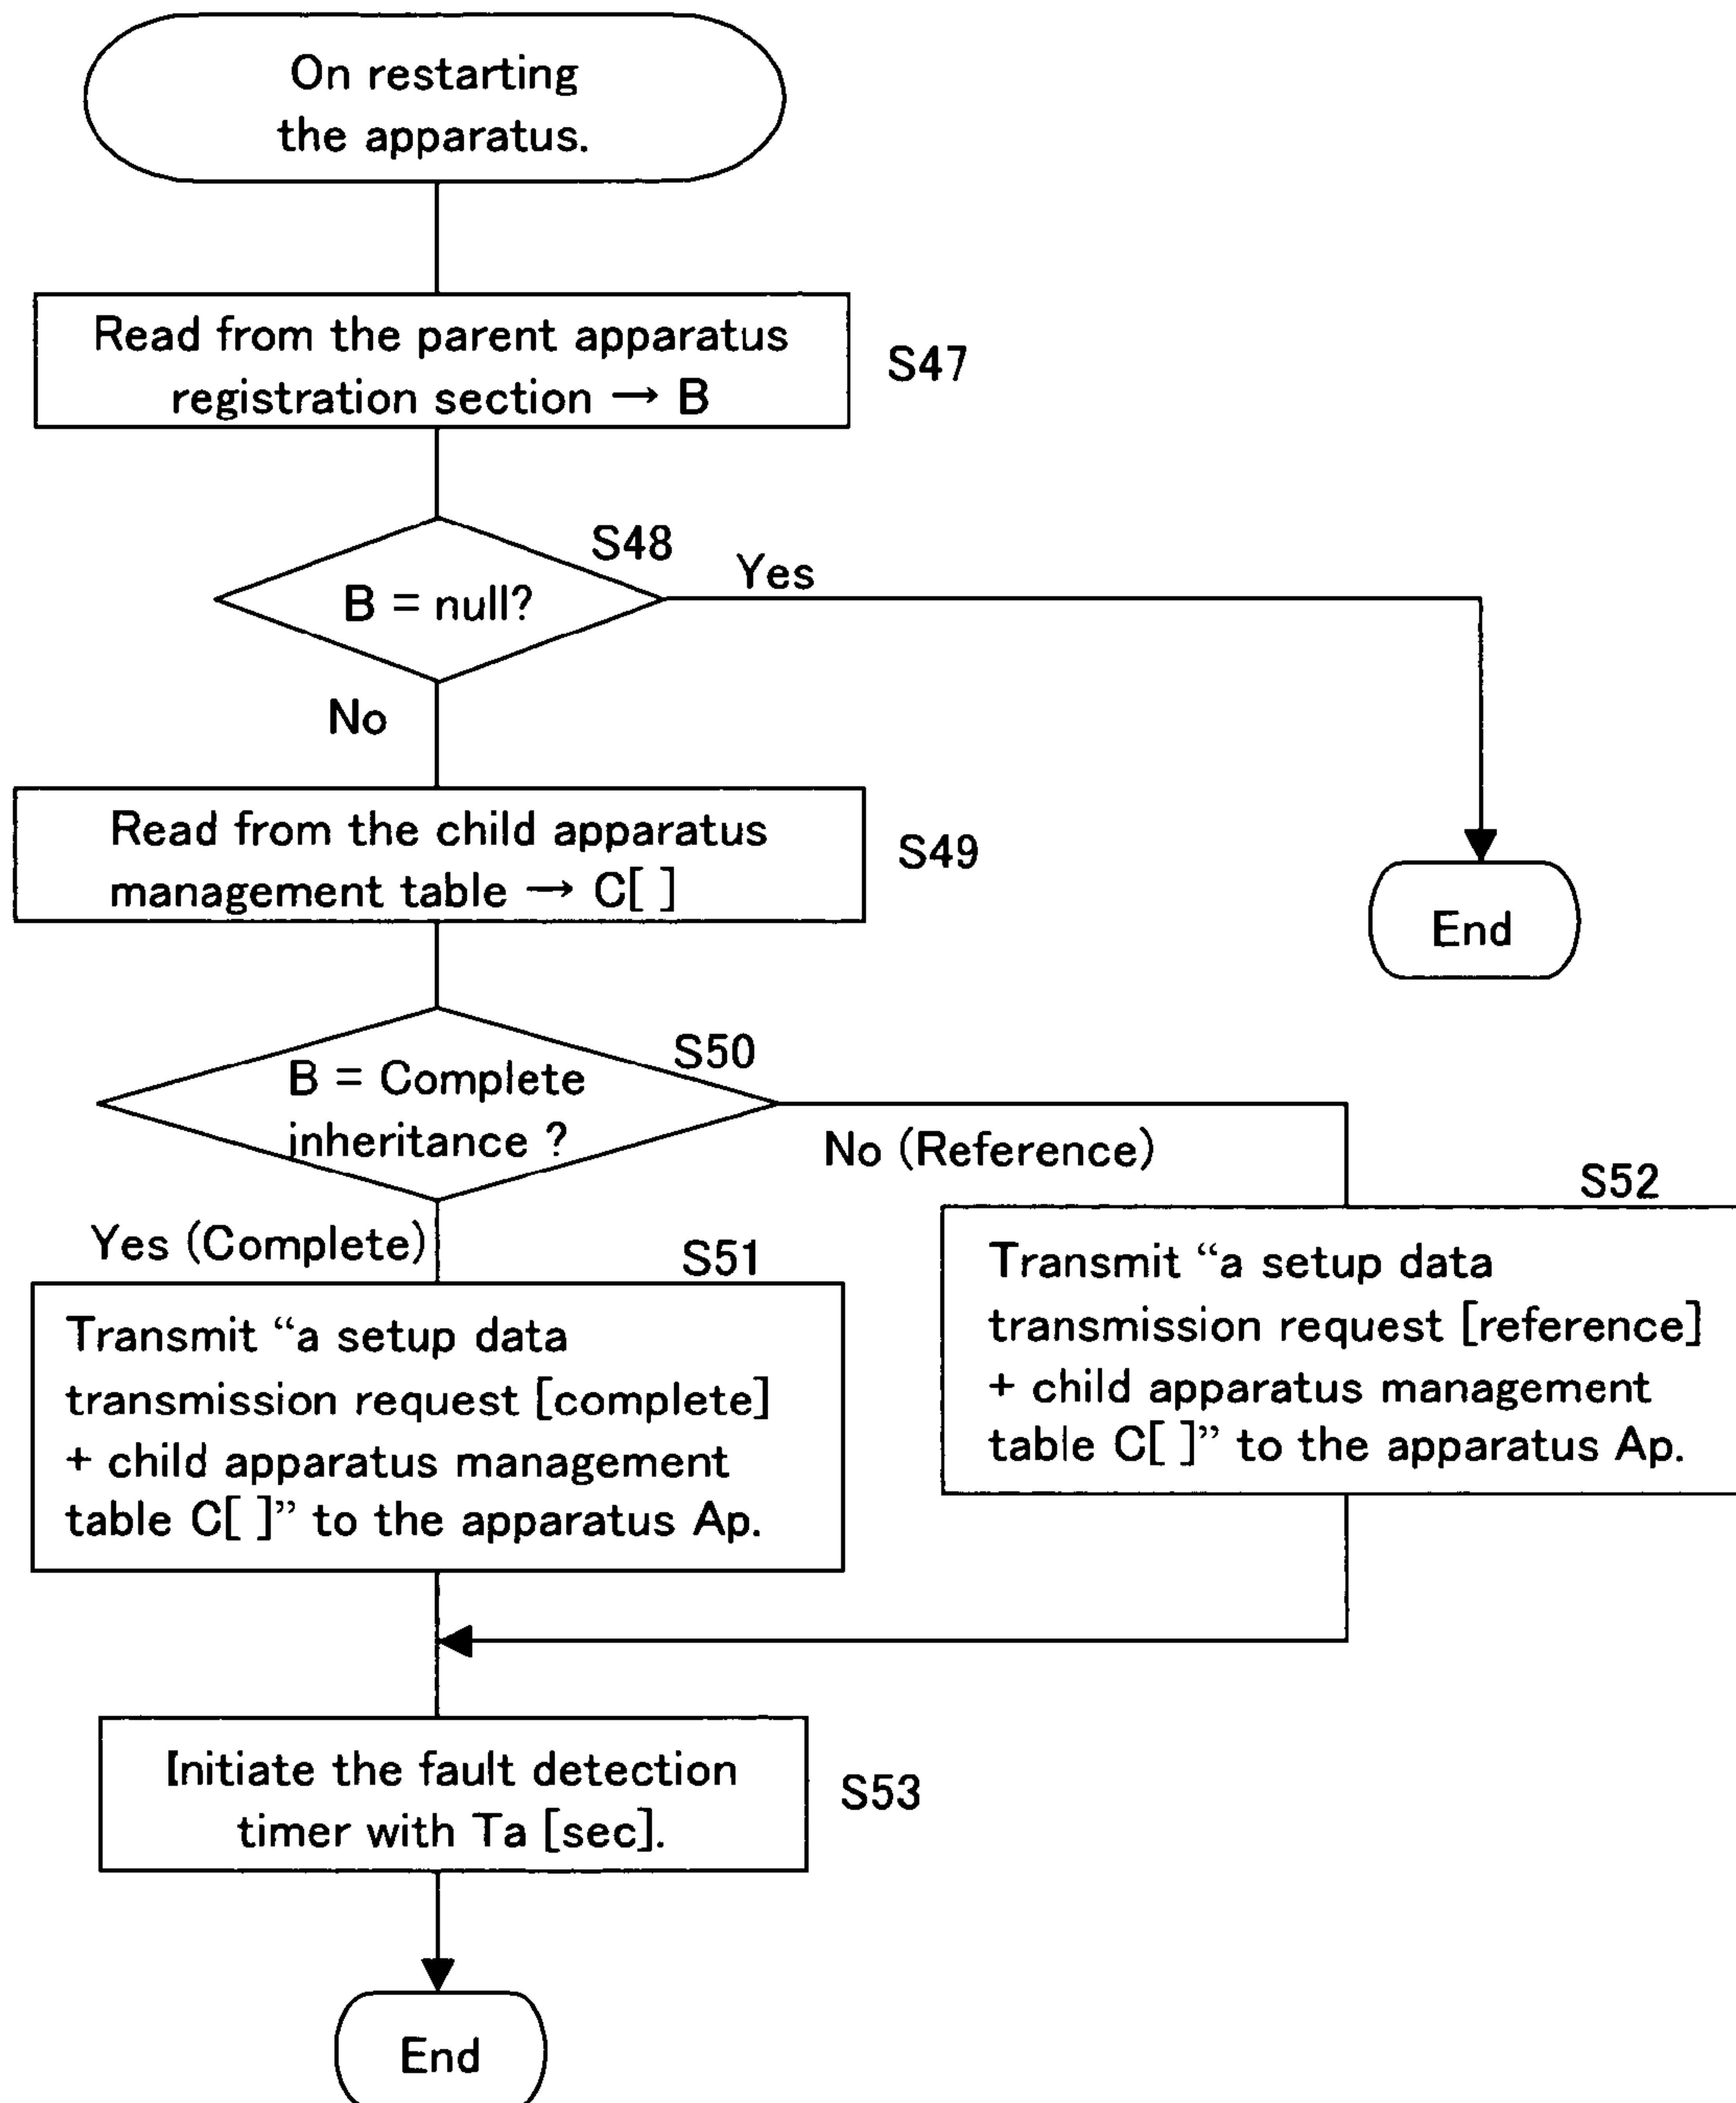 On restarting
the apparatus.
Read from the parent apparatus
registration section → B
S47
S48
B = null?
Yes
No
Read from the child apparatus
management table → C[ ]
S49
End
S50
B = Complete
inheritance ?
No (Reference)
Yes (Complete)
S51
Transmit “a setup data
transmission request [complete]
+ child apparatus management
table C[ ]” to the apparatus Ap.
S52
Transmit “a setup data
transmission request [reference]
+ child apparatus management
table C[ ]” to the apparatus Ap.
Initiate the fault detection
timer with Ta [sec].
S53
End